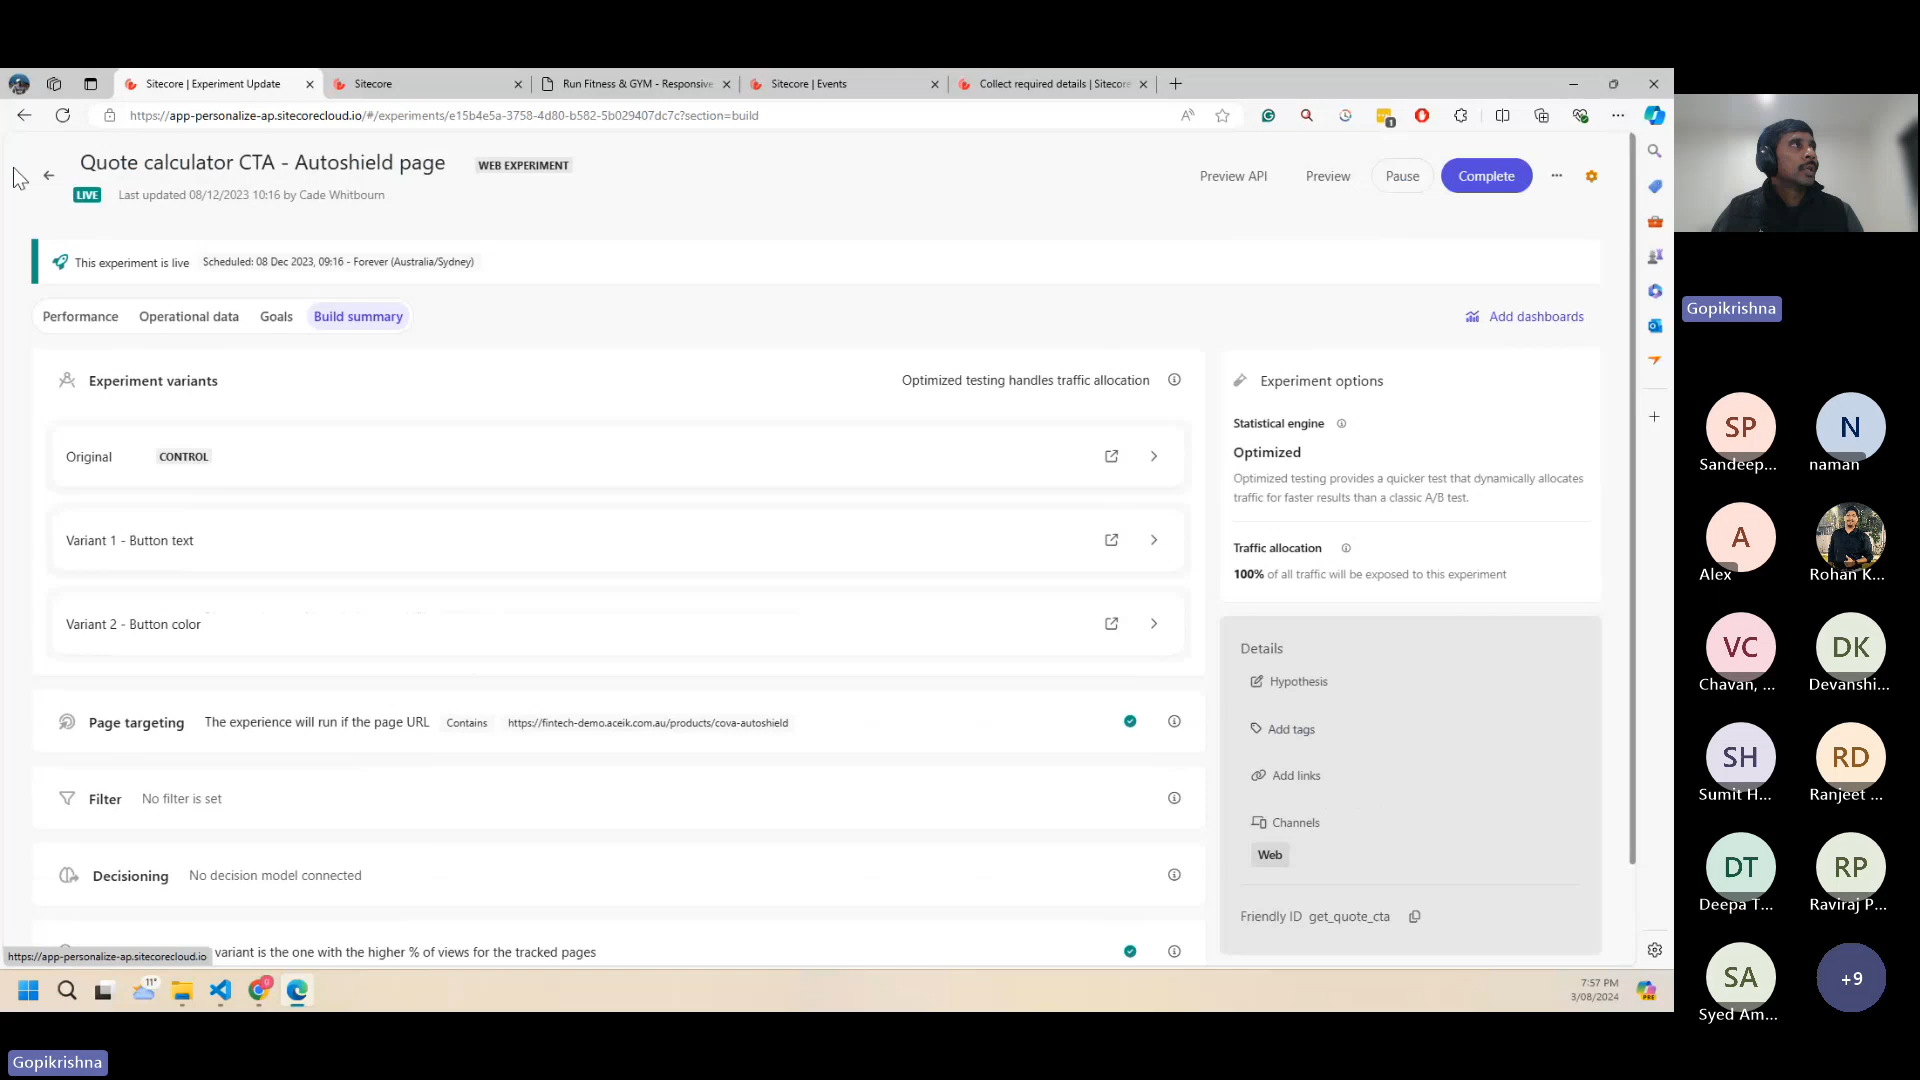 Sitecore | Experiment Update
Sitecore
Run Fitness & GYM - Responsive
Sitecore | Events
Collect required details | Sitecore
https://app-personalize-ap.sitecorecloud.io/#/experiments/e15b4e5a-3758-4d80-b582-5b029407dc7c?section=build
Quote calculator CTA - Autoshield page
WEB EXPERIMENT
LIVE
Last updated 08/12/2023 10:16 by Cade Whitbourn
Preview API
Preview
Pause
Complete
This experiment is live
Scheduled: 08 Dec 2023, 09:16 - Forever (Australia/Sydney)
Performance
Operational data
Goals
Build summary
Add dashboards
Experiment variants
Optimized testing handles traffic allocation
Original
CONTROL
Variant 1 - Button text
Variant 2 - Button color
Page targeting
The experience will run if the page URL
Contains
https://fintech-demo.aceik.com.au/products/cova-autoshield
Filter
No filter is set
Decisioning
No decision model connected
variant is the one with the higher % of views for the tracked pages
Experiment options
Statistical engine
Optimized
Optimized testing provides a quicker test that dynamically allocates
traffic for faster results than a classic A/B test.
Traffic allocation
100% of all traffic will be exposed to this experiment
Details
Hypothesis
Add tags
Add links
Channels
Web
Friendly ID get_quote_cta
https://app-personalize-ap.sitecorecloud.io
11°
7:57 PM
3/08/2024
Gopikrishna
SP
Sandeep...
N
naman
A
Alex
Rohan K...
VC
Chavan, ...
DK
Devanshi...
SH
Sumit H...
RD
Ranjeet ...
DT
Deepa T...
RP
Raviraj P...
SA
Syed Am...
+9
Gopikrishna